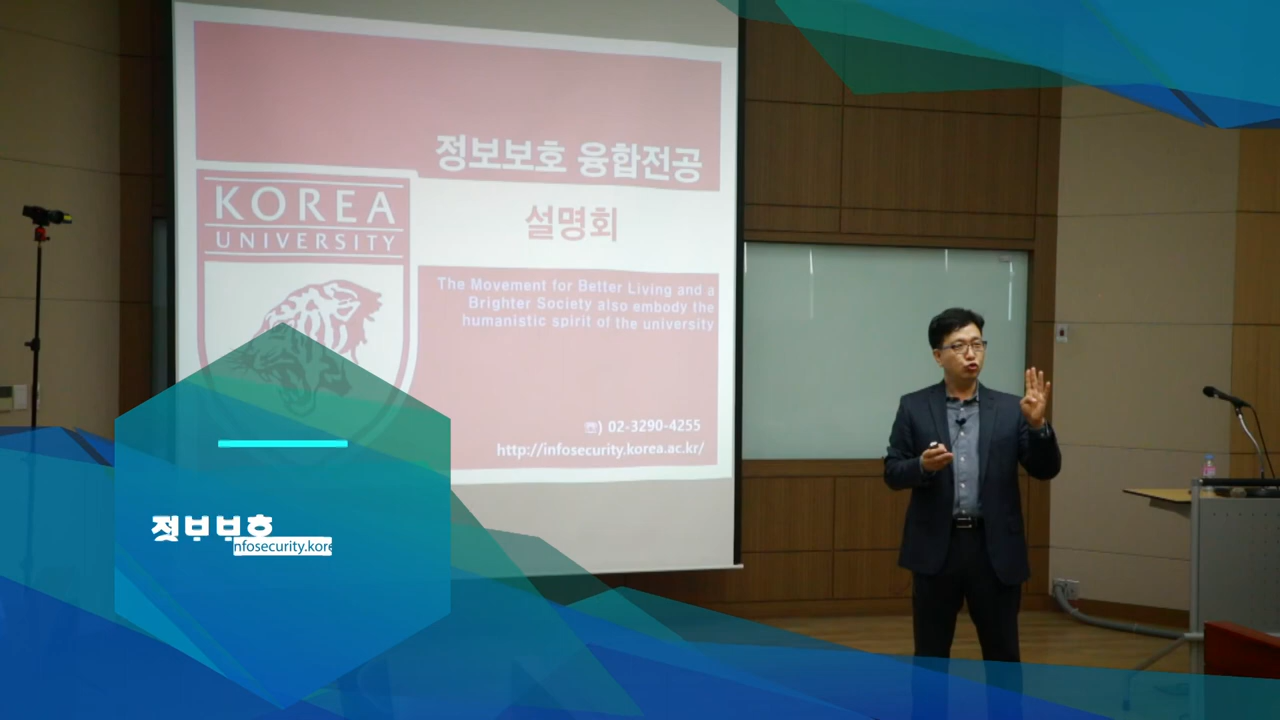 정보보호 융합전공
설명회
KOREA
UNIVERSITY
The Movement for Better Living and a
Brighter Society also embody the
humanistic spirit of the university
☏) 02-3290-4255
http://infosecurity.korea.ac.kr/
정보보호
nfosecurity.kore